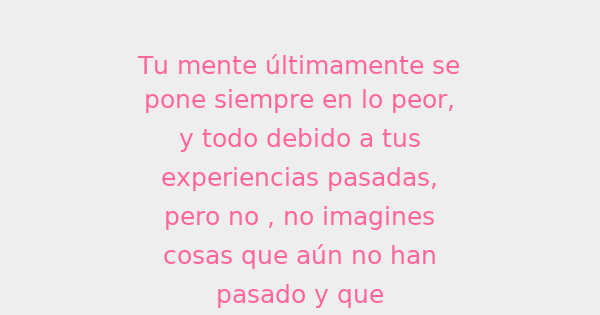 Tu mente últimamente se
pone siempre en lo peor,
y todo debido a tus
experiencias pasadas,
pero no , no imagines
cosas que aún no han
pasado y que